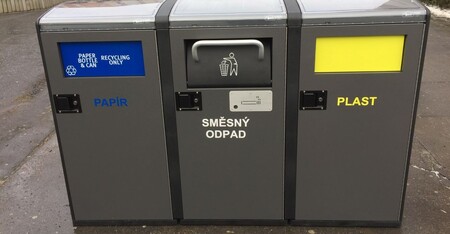 PAPER
BOTTLE
& CAN
RECYCLING
ONLY
PAPÍR
SMĚSNÝ
ODPAD
PLAST